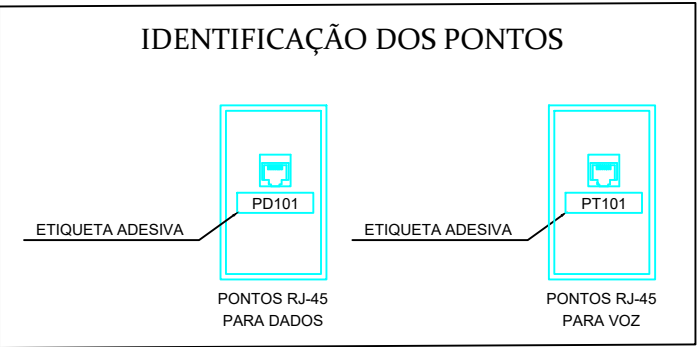 IDENTIFICAÇÃO DOS PONTOS
PD101
ETIQUETA ADESIVA
PONTOS RJ-45
PARA DADOS
PT101
ETIQUETA ADESIVA
PONTOS RJ-45
PARA VOZ